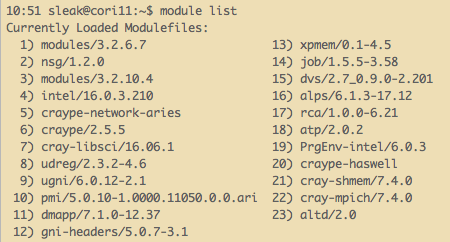 10:51 sleak@cori11:~$ module list
Currently Loaded Modulefiles:
  1) modules/3.2.6.7                      13) xpmem/0.1-4.5
  2) nsg/1.2.0                            14) job/1.5.5-3.58
  3) modules/3.2.10.4                     15) dvs/2.7_0.9.0-2.201
  4) intel/16.0.3.210                     16) alps/6.1.3-17.12
  5) craype-network-aries                 17) rca/1.0.0-6.21
  6) craype/2.5.5                         18) atp/2.0.2
  7) cray-libsci/16.06.1                  19) PrgEnv-intel/6.0.3
  8) udreg/2.3.2-4.6                      20) craype-haswell
  9) ugni/6.0.12-2.1                      21) cray-shmem/7.4.0
 10) pmi/5.0.10-1.0000.11050.0.0.ari      22) cray-mpich/7.4.0
 11) dmapp/7.1.0-12.37                    23) altd/2.0
 12) gni-headers/5.0.7-3.1